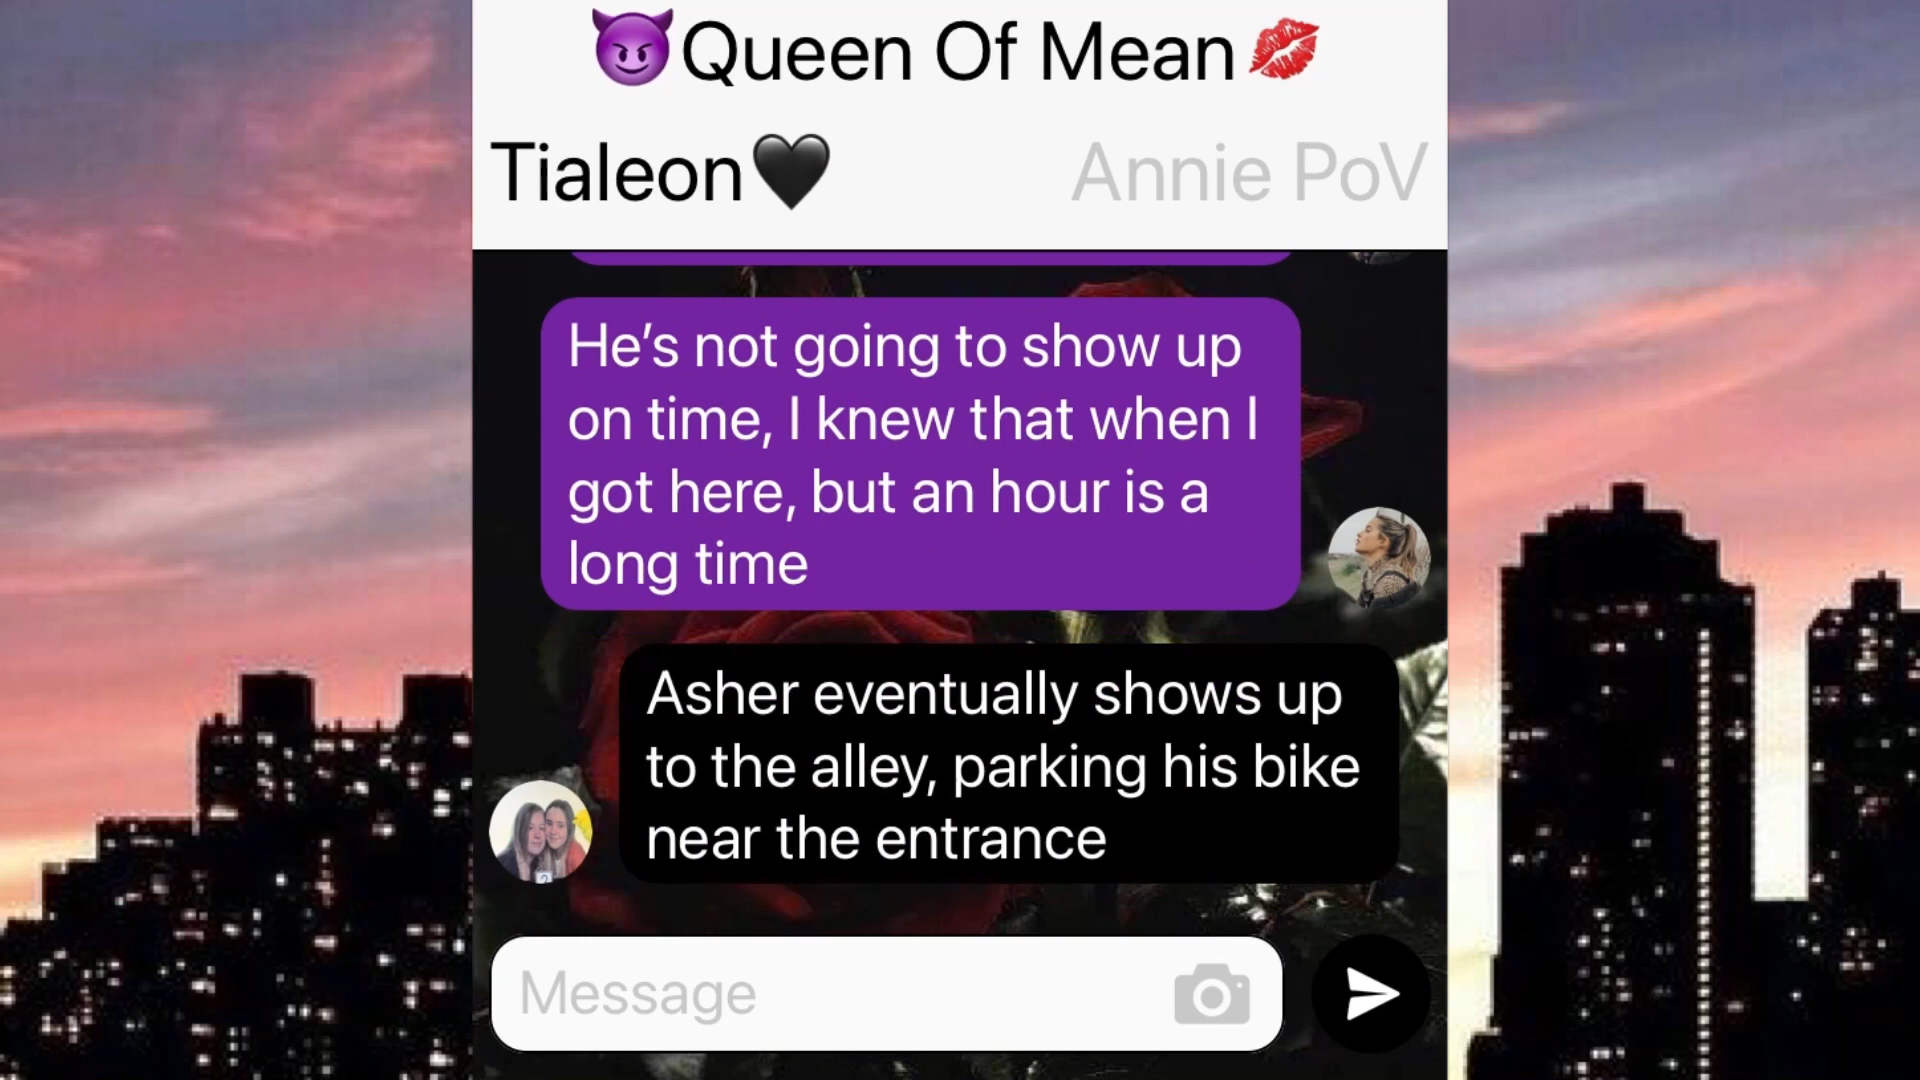 😈Queen Of Mean💋
Tialeon🖤
Annie PoV
He’s not going to show up
on time, I knew that when I
got here, but an hour is a
long time
Asher eventually shows up
to the alley, parking his bike
near the entrance
Message